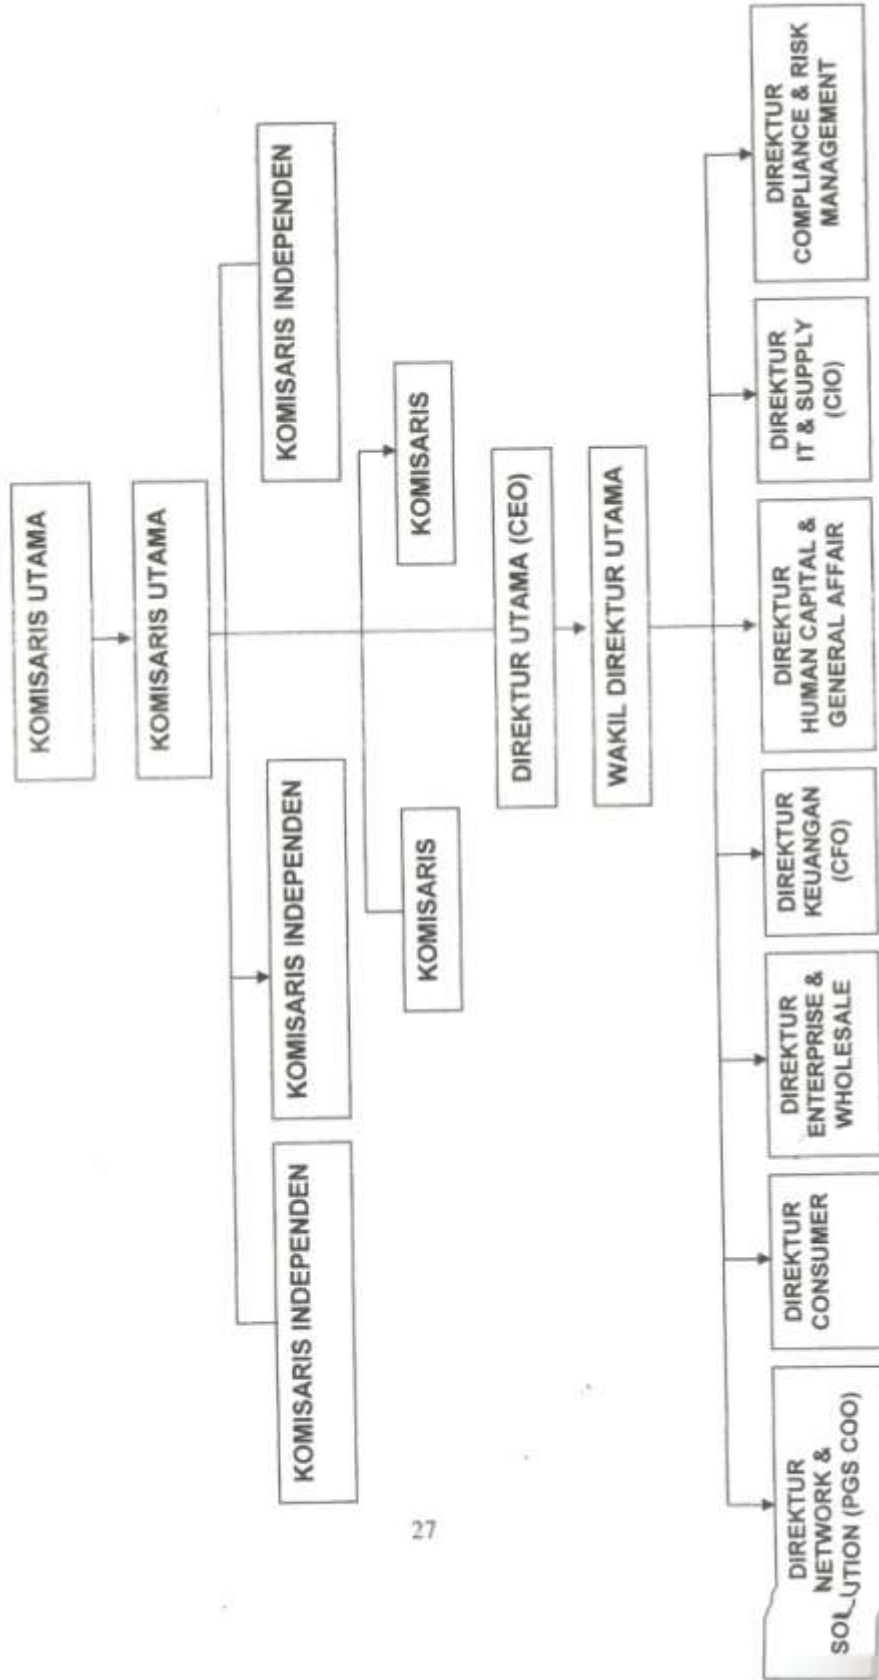 KOMISARIS UTAMA
KOMISARIS UTAMA
KOMISARIS INDEPENDEN
KOMISARIS INDEPENDEN
KOMISARIS INDEPENDEN
KOMISARIS
KOMISARIS
DIREKTUR UTAMA (CEO)
WAKIL DIREKTUR UTAMA
DIREKTUR
NETWORK &
SOLUTION (PGS COO)
DIREKTUR
CONSUMER
DIREKTUR
ENTERPRISE &
WHOLESALE
DIREKTUR
KEUANGAN
(CFO)
DIREKTUR
HUMAN CAPITAL &
GENERAL AFFAIR
DIREKTUR
IT & SUPPLY
(CIO)
DIREKTUR
COMPLIANCE & RISK
MANAGEMENT
27